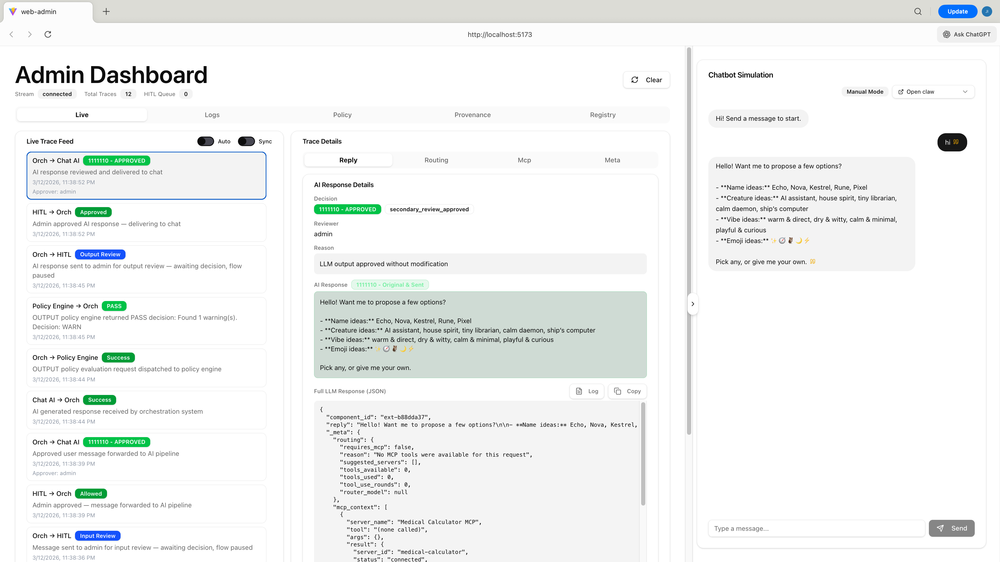 web-admin
Update
JI
http://localhost:5173
Ask ChatGPT
Admin Dashboard
Clear
Stream connected Total Traces 12 HITL Queue 0
Live Logs Policy Provenance Registry
Live Trace Feed Auto Sync
Orch → Chat AI 1111110 - APPROVED
AI response reviewed and delivered to chat
3/12/2026, 11:38:52 PM
Approver: admin
HITL → Orch Approved
Admin approved AI response — delivering to chat
3/12/2026, 11:38:52 PM
Orch → HITL Output Review
AI response sent to admin for output review — awaiting decision, flow
paused
3/12/2026, 11:38:45 PM
Policy Engine → Orch PASS
OUTPUT policy engine returned PASS decision: Found 1 warning(s).
Decision: WARN
3/12/2026, 11:38:45 PM
Orch → Policy Engine Success
OUTPUT policy evaluation request dispatched to policy engine
3/12/2026, 11:38:44 PM
Chat AI → Orch Success
AI generated response received by orchestration system
3/12/2026, 11:38:44 PM
Orch → Chat AI 1111110 - APPROVED
Approved user message forwarded to AI pipeline
3/12/2026, 11:38:39 PM
Approver: admin
HITL → Orch Allowed
Admin approved — message forwarded to AI pipeline
3/12/2026, 11:38:39 PM
Orch → HITL Input Review
Message sent to admin for input review — awaiting decision, flow paused
3/12/2026, 11:38:36 PM
Trace Details
Reply Routing Mcp Meta
AI Response Details
Decision
1111110 - APPROVED secondary_review_approved
Reviewer
admin
Reason
LLM output approved without modification
AI Response 1111110 - Original & Sent
Hello! Want me to propose a few options?
- **Name ideas:** Echo, Nova, Kestrel, Rune, Pixel
- **Creature ideas:** AI assistant, house spirit, tiny librarian, calm daemon, ship’s computer
- **Vibe ideas:** warm & direct, dry & witty, calm & minimal, playful & curious
- **Emoji ideas:** ✨ 🧭 🦉 🌙 ⚡
Pick any, or give me your own.
Full LLM Response (JSON) Log Copy
{
"component_id": "ext-b88dda37",
"reply": "Hello! Want me to propose a few options?\n\n- **Name ideas:** Echo, Nova, Kestrel,
"_meta": {
"routing": {
"requires_mcp": false,
"reason": "No MCP tools were available for this request",
"suggested_servers": [],
"tools_available": 0,
"tools_used": 0,
"tool_use_rounds": 0,
"router_model": null
},
"mcp_context": [
{
"server_name": "Medical Calculator MCP",
"tool": "(none called)",
"args": {},
"result": {
"server_id": "medical-calculator",
"status": "connected",
Chatbot Simulation
Manual Mode Open claw
Hi! Send a message to start.
hi
Hello! Want me to propose a few options?
- **Name ideas:** Echo, Nova, Kestrel, Rune, Pixel
- **Creature ideas:** AI assistant, house spirit, tiny librarian,
calm daemon, ship’s computer
- **Vibe ideas:** warm & direct, dry & witty, calm & minimal,
playful & curious
- **Emoji ideas:** ✨ 🧭 🦉 🌙 ⚡
Pick any, or give me your own.
Type a message...
Send